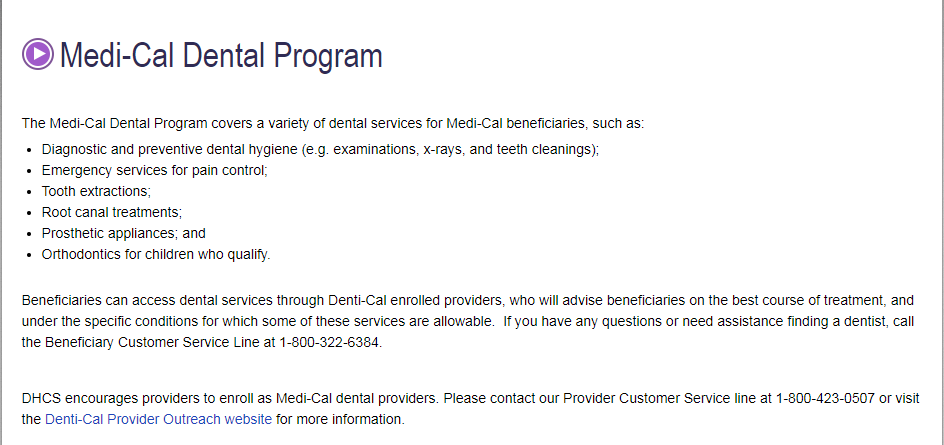 Medi-Cal Dental Program
The Medi-Cal Dental Program covers a variety of dental services for Medi-Cal beneficiaries, such as:
• Diagnostic and preventive dental hygiene (e.g. examinations, x-rays, and teeth cleanings);
• Emergency services for pain control;
• Tooth extractions;
• Root canal treatments;
• Prosthetic appliances; and
• Orthodontics for children who qualify.
Beneficiaries can access dental services through Denti-Cal enrolled providers, who will advise beneficiaries on the best course of treatment, and
under the specific conditions for which some of these services are allowable.  If you have any questions or need assistance finding a dentist, call
the Beneficiary Customer Service Line at 1-800-322-6384.
DHCS encourages providers to enroll as Medi-Cal dental providers. Please contact our Provider Customer Service line at 1-800-423-0507 or visit
the Denti-Cal Provider Outreach website for more information.